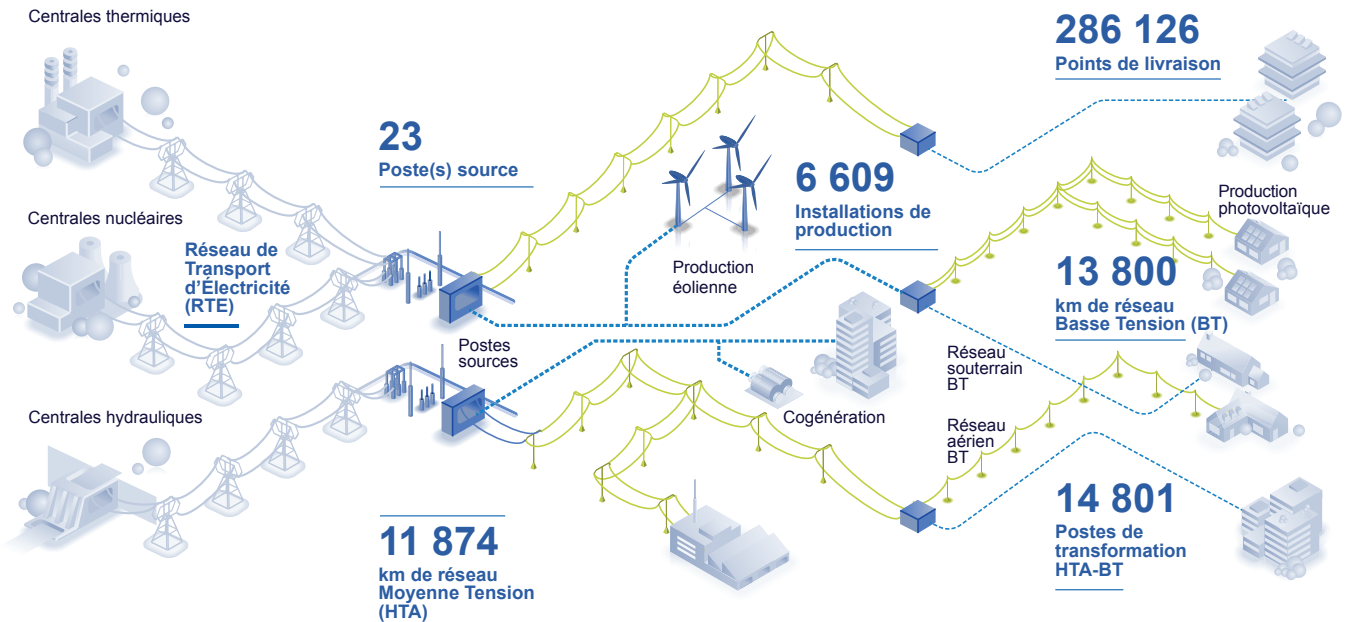 Centrales thermiques
286 126
Points de livraison
23
Poste(s) source
6 609
Installations de
production
Production
photovoltaïque
Centrales nucléaires
Réseau de
Transport
d'Électricité
(RTE)
Production
éolienne
13 800
km de réseau
Basse Tension (BT)
Postes
sources
Réseau
souterrain
BT
Centrales hydrauliques
Cogénération
Réseau
aérien
BT
11 874
km de réseau
Moyenne Tension
(HTA)
14 801
Postes de
transformation
HTA-BT